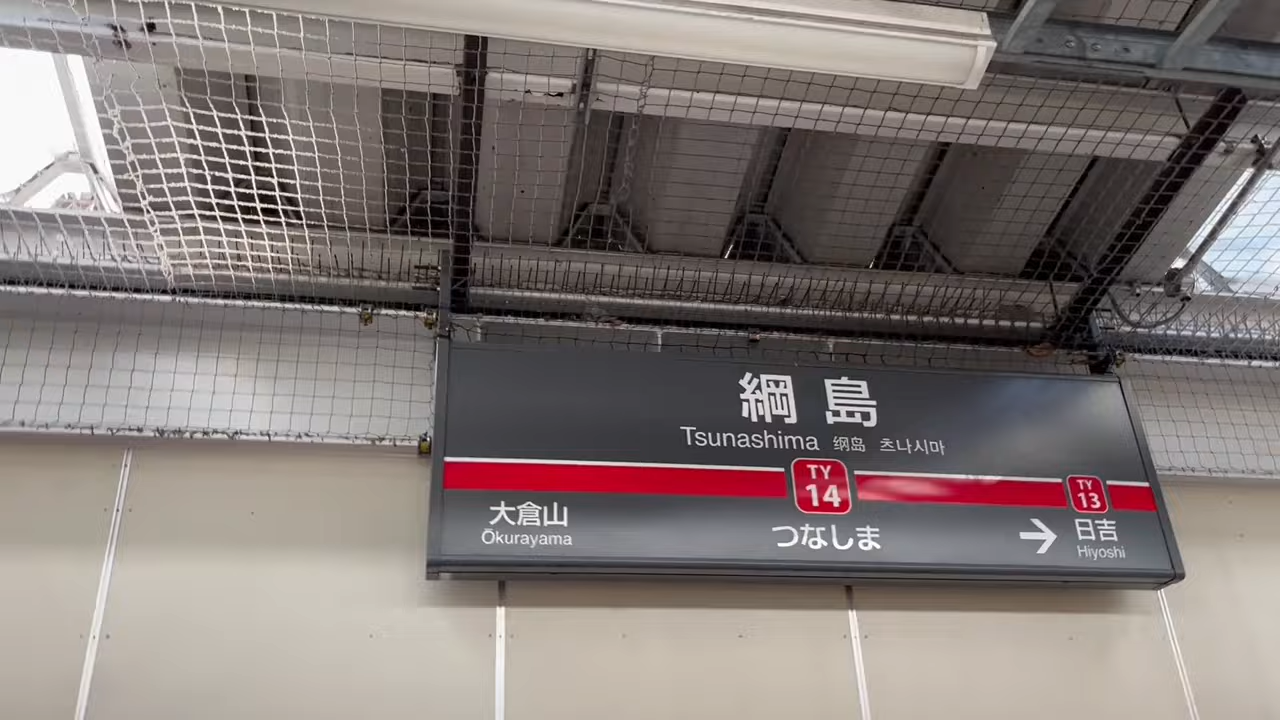 綱島
Tsunashima 纲岛 츠나시마
TY
14
TY
13
大倉山
Ōkurayama
つなしま
→ 日吉
Hiyoshi